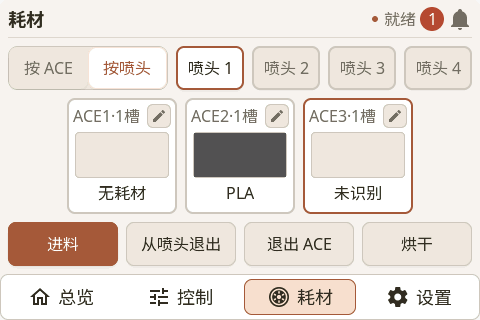 耗材
就绪 1
按 ACE 按喷头 喷头 1 喷头 2 喷头 3 喷头 4
ACE1·1槽 ACE2·1槽 ACE3·1槽
无耗材 PLA 未识别
进料 从喷头退出 退出 ACE 烘干
总览 控制 耗材 设置